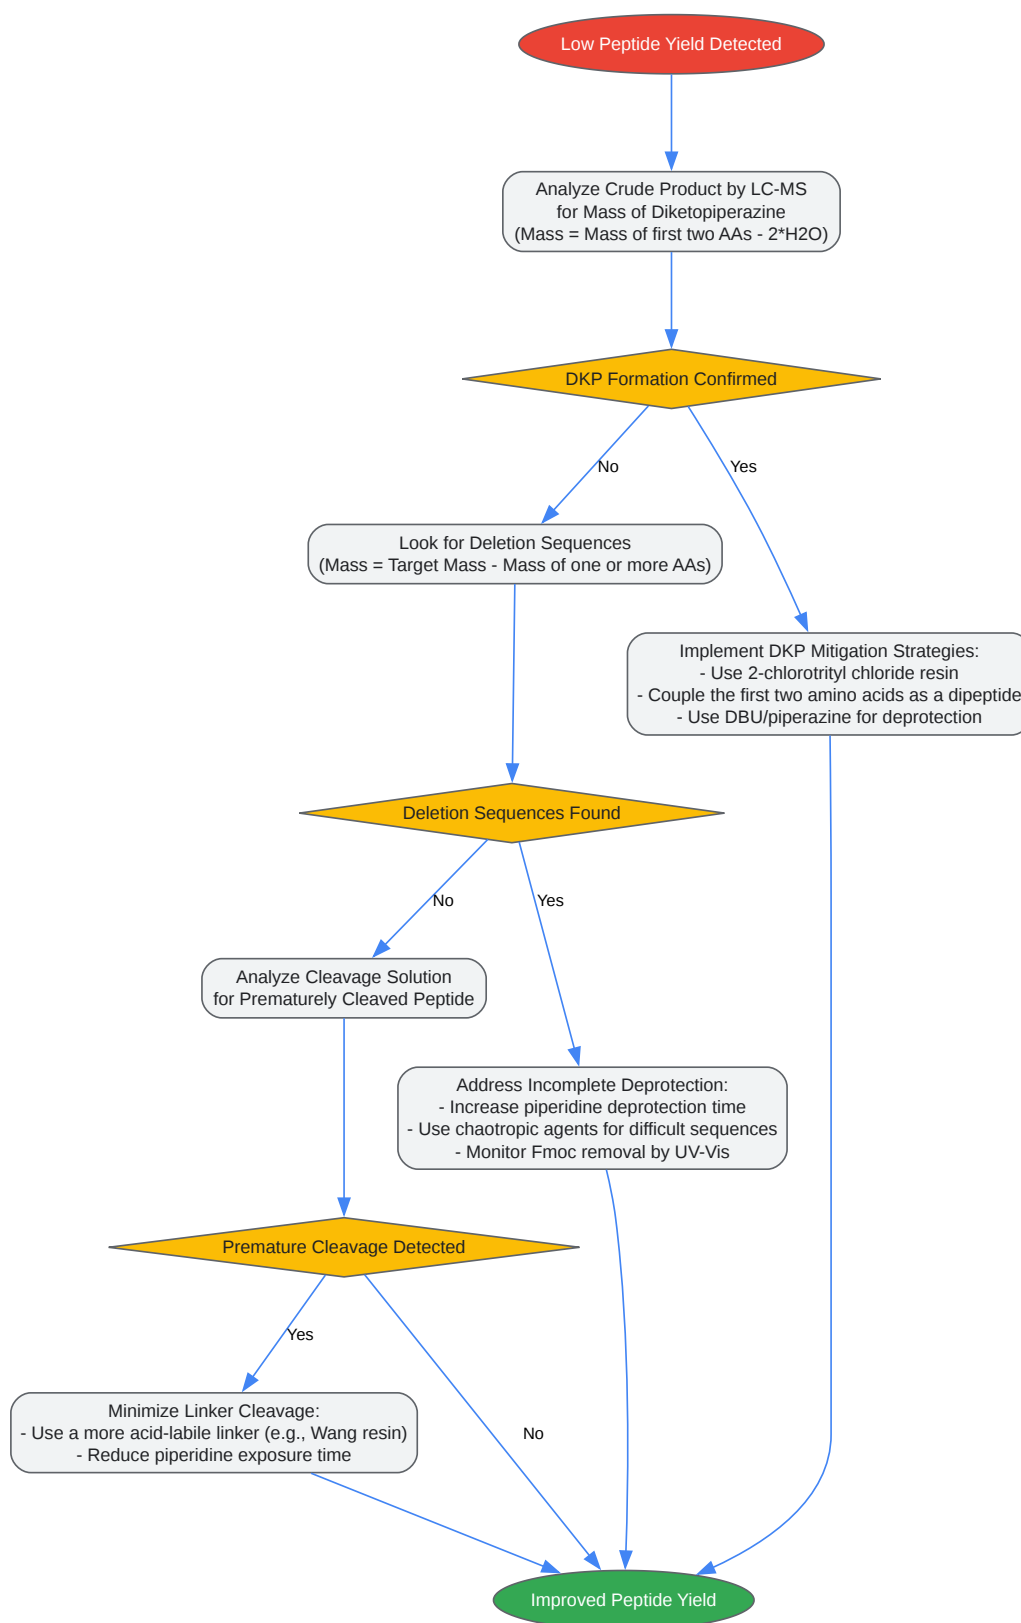 Low Peptide Yield Detected
Analyze Crude Product by LC-MS
for Mass of Diketopiperazine
(Mass = Mass of first two AAs - 2*H2O)
DKP Formation Confirmed
No
Yes
Look for Deletion Sequences
(Mass = Target Mass - Mass of one or more AAs)
Implement DKP Mitigation Strategies:
- Use 2-chlorotrityl chloride resin
- Couple the first two amino acids as a dipeptide
- Use DBU/piperazine for deprotection
Deletion Sequences Found
No
Yes
Analyze Cleavage Solution
for Prematurely Cleaved Peptide
Address Incomplete Deprotection:
- Increase piperidine deprotection time
- Use chaotropic agents for difficult sequences
- Monitor Fmoc removal by UV-Vis
Premature Cleavage Detected
Yes
No
Minimize Linker Cleavage:
- Use a more acid-labile linker (e.g., Wang resin)
- Reduce piperidine exposure time
Improved Peptide Yield